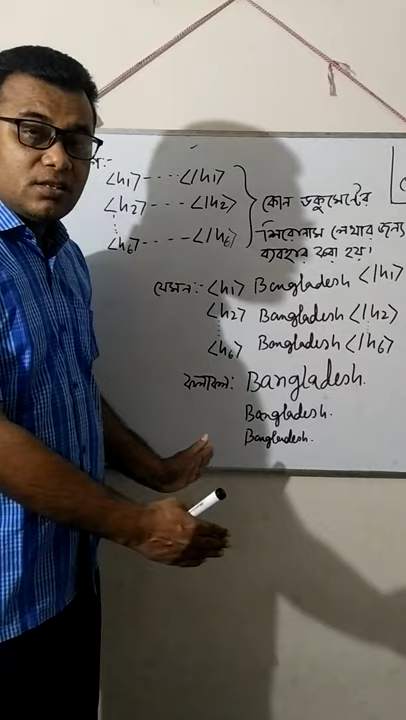 <h1> - - - - </h1>
<h2> - - - </h2> কোন ডকুমেন্টের
শিরোনাম লেখার জন্য
<h6> - - - - </h6> ব্যবহার করা হয়।
যেমন:- <h1> Bangladesh </h1>
<h2> Bangladesh </h2>
<h6> Bangladesh </h6>
ফলাফল: Bangladesh.
Bangladesh.
Bangladesh.